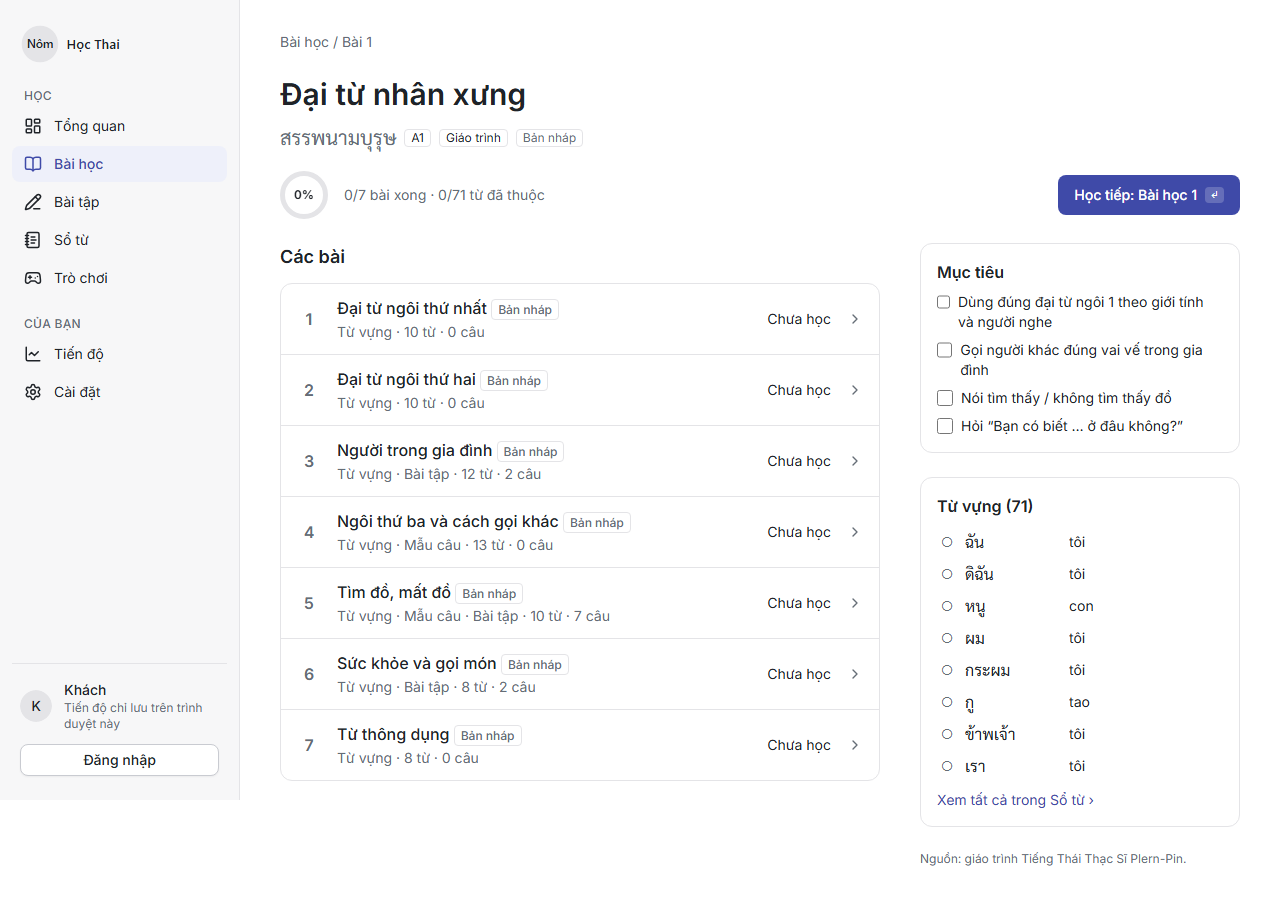 Nôm Học Thai
HỌC
Tổng quan
Bài học
Bài tập
Sổ từ
Trò chơi
CỦA BẠN
Tiến độ
Cài đặt
K
Khách
Tiến độ chỉ lưu trên trình
duyệt này
Đăng nhập
Bài học / Bài 1
Đại từ nhân xưng
สรรพนามบุรุษ A1 Giáo trình Bản nháp
0% 0/7 bài xong · 0/71 từ đã thuộc
Học tiếp: Bài học 1 ↵
Các bài
1 Đại từ ngôi thứ nhất Bản nháp
Từ vựng · 10 từ · 0 câu
Chưa học
2 Đại từ ngôi thứ hai Bản nháp
Từ vựng · 10 từ · 0 câu
Chưa học
3 Người trong gia đình Bản nháp
Từ vựng · Bài tập · 12 từ · 2 câu
Chưa học
4 Ngôi thứ ba và cách gọi khác Bản nháp
Từ vựng · Mẫu câu · 13 từ · 0 câu
Chưa học
5 Tìm đồ, mất đồ Bản nháp
Từ vựng · Mẫu câu · Bài tập · 10 từ · 7 câu
Chưa học
6 Sức khỏe và gọi món Bản nháp
Từ vựng · Bài tập · 8 từ · 2 câu
Chưa học
7 Từ thông dụng Bản nháp
Từ vựng · 8 từ · 0 câu
Chưa học
Mục tiêu
Dùng đúng đại từ ngôi 1 theo giới tính
và người nghe
Gọi người khác đúng vai vế trong gia
đình
Nói tìm thấy / không tìm thấy đồ
Hỏi “Bạn có biết ... ở đâu không?”
Từ vựng (71)
ฉัน tôi
ดิฉัน tôi
หนู con
ผม tôi
กระผม tôi
กู tao
ข้าพเจ้า tôi
เรา tôi
Xem tất cả trong Sổ từ ›
Nguồn: giáo trình Tiếng Thái Thạc Sĩ Plern-Pin.